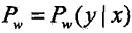 P_w = P_w(y | x)